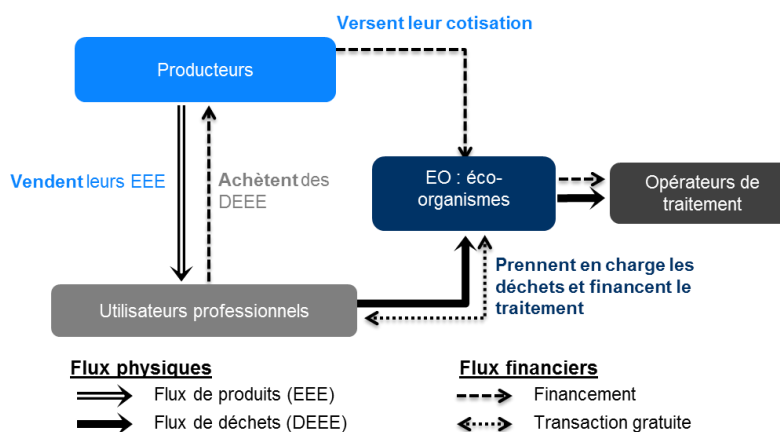 Versent leur cotisation
Producteurs
Vendent leurs EEE
Achètent des
DEEE
EO : éco-
organismes
Opérateurs de
traitement
Prennent en charge les
déchets et financent le
traitement
Utilisateurs professionnels
Flux physiques
Flux de produits (EEE)
Flux de déchets (DEEE)
Flux financiers
Financement
Transaction gratuite